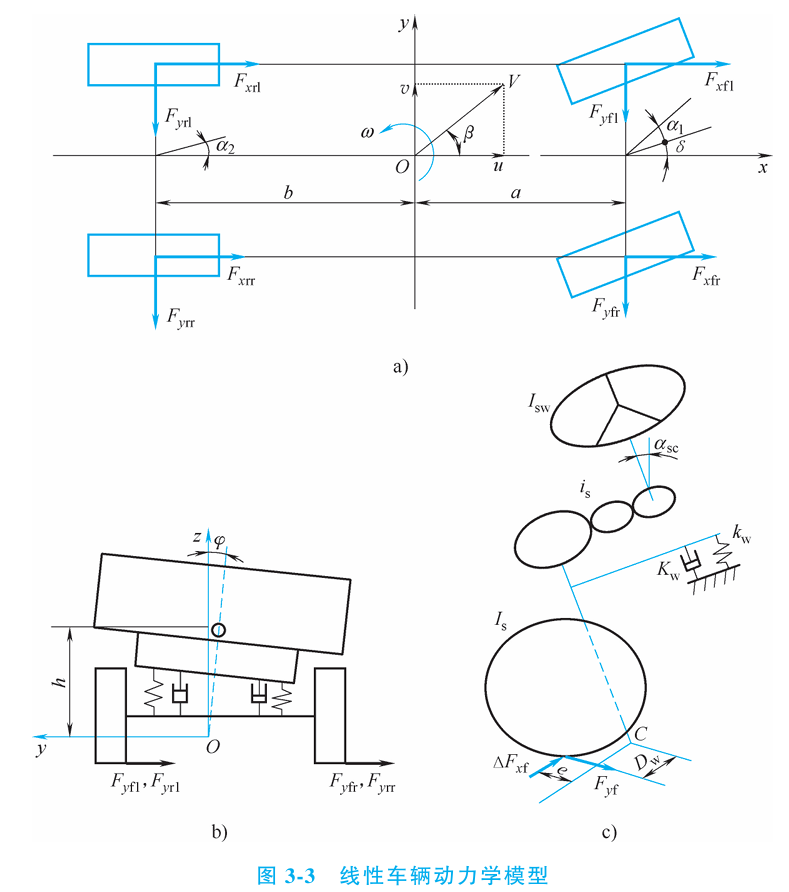 y
F_xrl
v
V
F_xfl
F_yrl
F_yfl
α_1
ω
β
α_2
δ
O
u
x
b
a
F_xrr
F_xfr
F_yrr
F_yfr
a)
I_sw
α_sc
i_s
z
φ
k_w
K_w
I_s
h
y
O
C
ΔF_xf
e
D_w
F_yf
F_yfl, F_yrl
F_yfr, F_yrr
b)
c)
图 3-3 线性车辆动力学模型